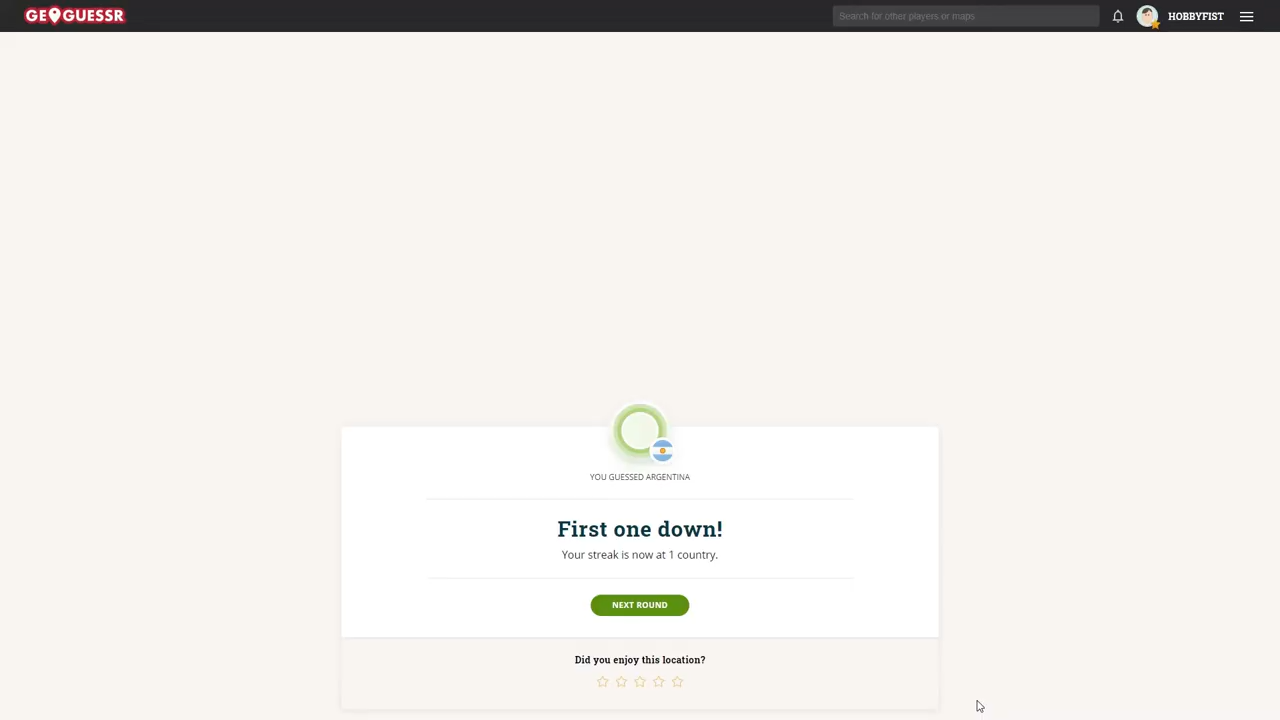 GEOGUESSR
Search for other players or maps
HOBBYFIST
YOU GUESSED ARGENTINA
First one down!
Your streak is now at 1 country.
NEXT ROUND
Did you enjoy this location?